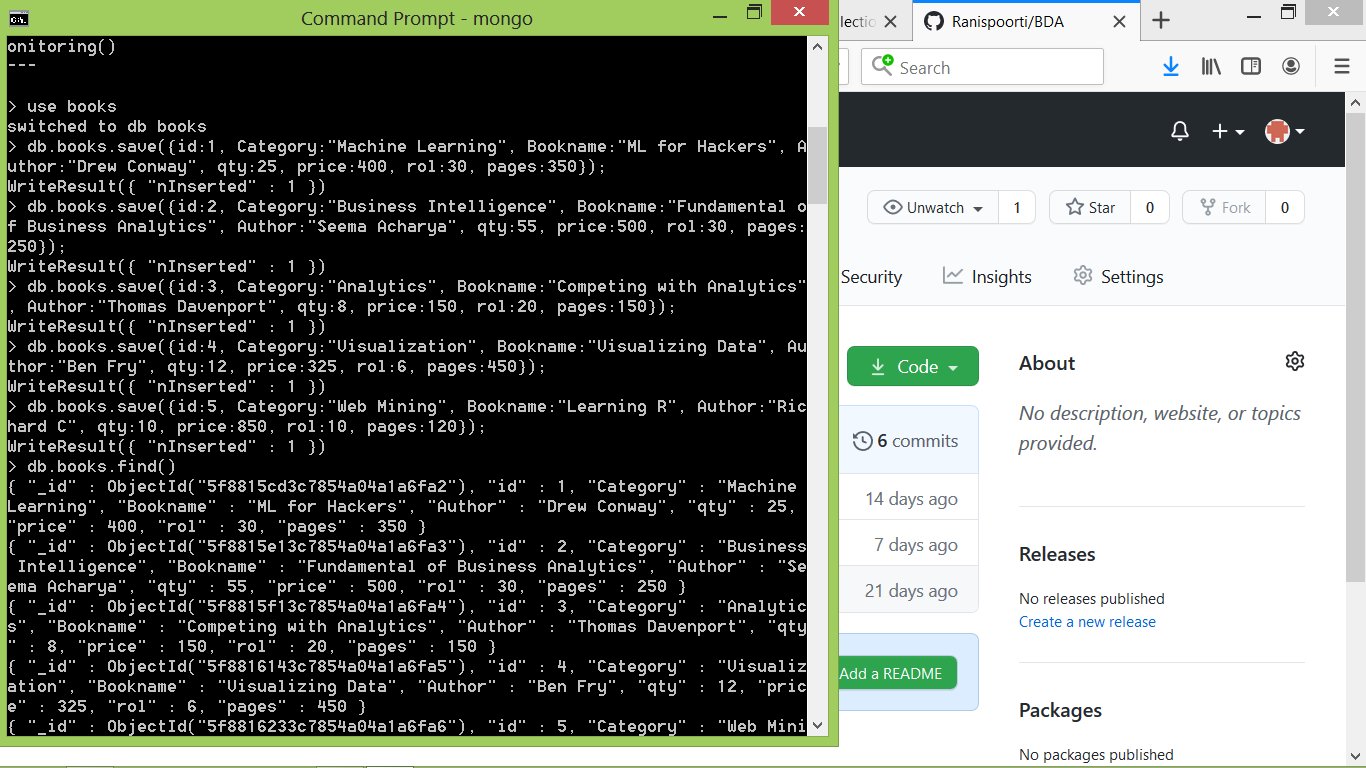 Command Prompt - mongo
onitoring()
---
> use books
switched to db books
> db.books.save({id:1, Category:"Machine Learning", Bookname:"ML for Hackers", A
uthor:"Drew Conway", qty:25, price:400, rol:30, pages:350});
WriteResult({ "nInserted" : 1 })
> db.books.save({id:2, Category:"Business Intelligence", Bookname:"Fundamental o
f Business Analytics", Author:"Seema Acharya", qty:55, price:500, rol:30, pages:
250});
WriteResult({ "nInserted" : 1 })
> db.books.save({id:3, Category:"Analytics", Bookname:"Competing with Analytics"
, Author:"Thomas Davenport", qty:8, price:150, rol:20, pages:150});
WriteResult({ "nInserted" : 1 })
> db.books.save({id:4, Category:"Visualization", Bookname:"Visualizing Data", Au
thor:"Ben Fry", qty:12, price:325, rol:6, pages:450});
WriteResult({ "nInserted" : 1 })
> db.books.save({id:5, Category:"Web Mining", Bookname:"Learning R", Author:"Ric
hard C", qty:10, price:850, rol:10, pages:120});
WriteResult({ "nInserted" : 1 })
> db.books.find()
{ "_id" : ObjectId("5f8815cd3c7854a04a1a6fa2"), "id" : 1, "Category" : "Machine
Learning", "Bookname" : "ML for Hackers", "Author" : "Drew Conway", "qty" : 25,
"price" : 400, "rol" : 30, "pages" : 350 }
{ "_id" : ObjectId("5f8815e13c7854a04a1a6fa3"), "id" : 2, "Category" : "Business
Intelligence", "Bookname" : "Fundamental of Business Analytics", "Author" : "Se
ema Acharya", "qty" : 55, "price" : 500, "rol" : 30, "pages" : 250 }
{ "_id" : ObjectId("5f8815f13c7854a04a1a6fa4"), "id" : 3, "Category" : "Analytic
s", "Bookname" : "Competing with Analytics", "Author" : "Thomas Davenport", "qty
" : 8, "price" : 150, "rol" : 20, "pages" : 150 }
{ "_id" : ObjectId("5f8816143c7854a04a1a6fa5"), "id" : 4, "Category" : "Visualiz
ation", "Bookname" : "Visualizing Data", "Author" : "Ben Fry", "qty" : 12, "pric
e" : 325, "rol" : 6, "pages" : 450 }
{ "_id" : ObjectId("5f8816233c7854a04a1a6fa6"), "id" : 5, "Category" : "Web Mini
lectio
Ranispoorti/BDA
Search
Unwatch 1 Star 0 Fork 0
Security Insights Settings
Code
6 commits
14 days ago
7 days ago
21 days ago
Add a README
About
No description, website, or topics
provided.
Releases
No releases published
Create a new release
Packages
No packages published